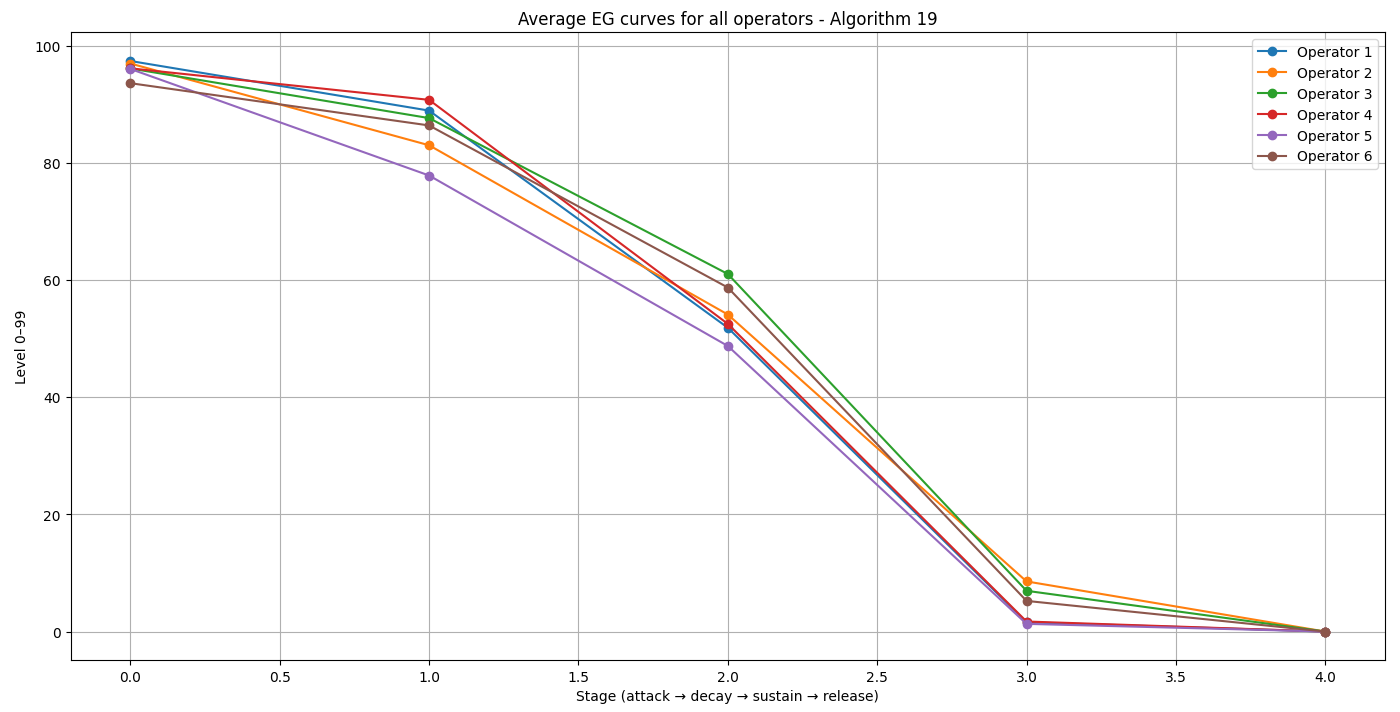 Average EG curves for all operators - Algorithm 19
Operator 1
Operator 2
Operator 3
Operator 4
Operator 5
Operator 6
Level 0–99
100
80
60
40
20
0
0.0 0.5 1.0 1.5 2.0 2.5 3.0 3.5 4.0
Stage (attack → decay → sustain → release)